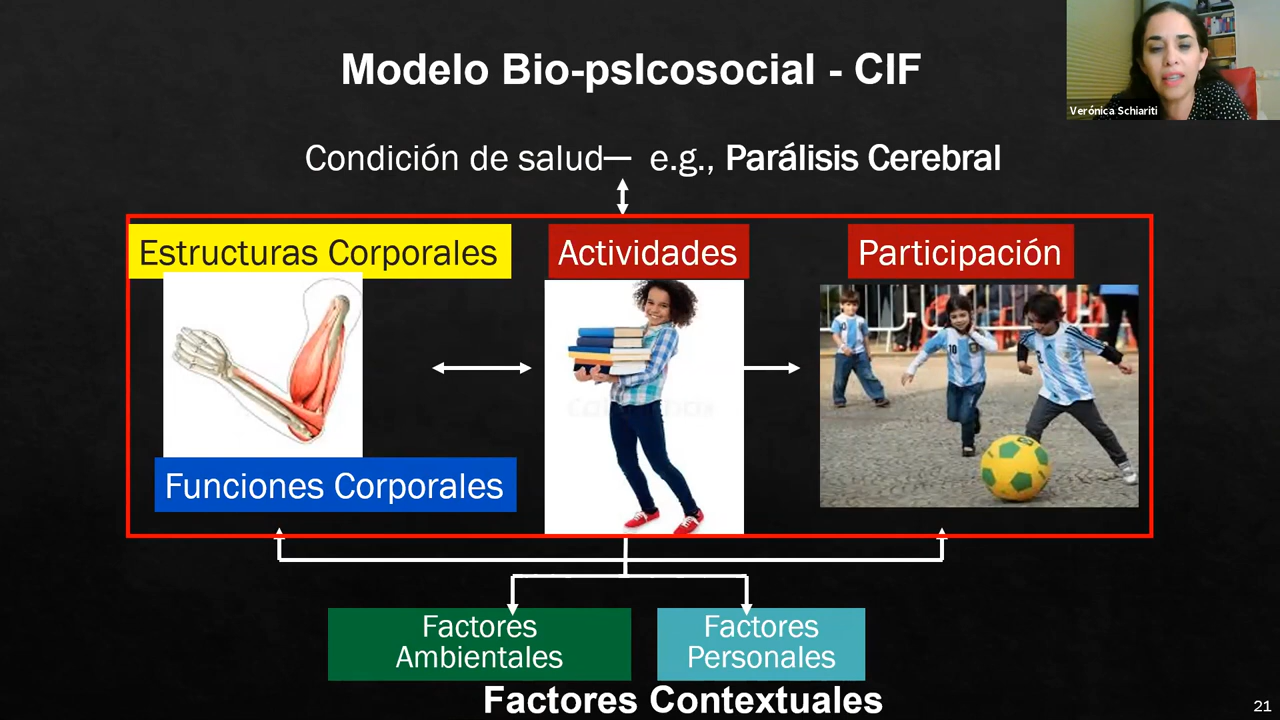 Modelo Bio-psIcosocial - CIF
Verónica Schiariti
Condición de salud— e.g., Parálisis Cerebral
Estructuras Corporales
Actividades
Participación
10
Funciones Corporales
Factores
Ambientales
Factores
Personales
Factores Contextuales
21